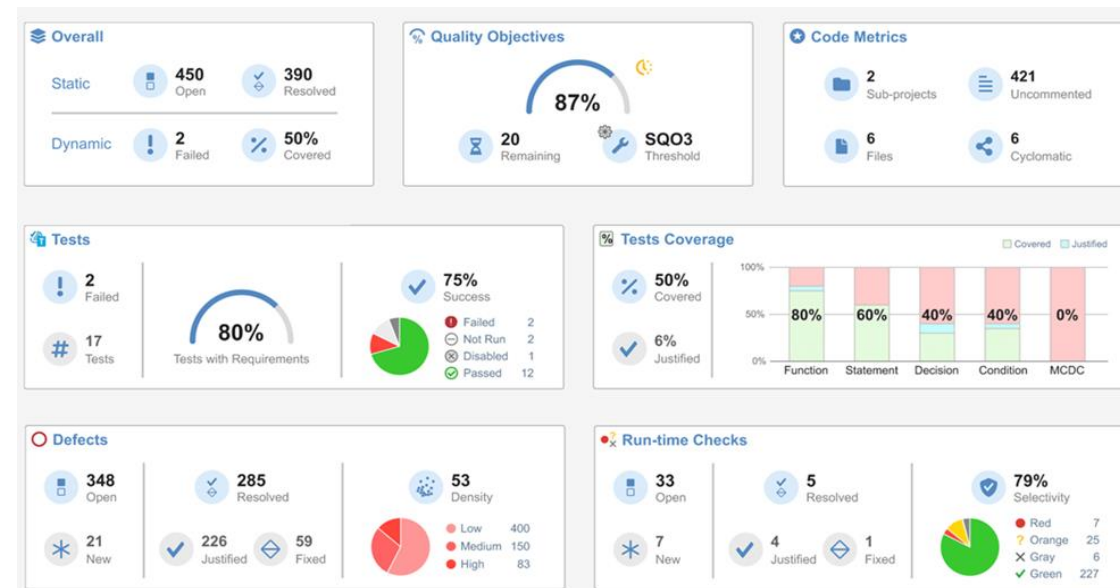 Overall
Static
450
Open
390
Resolved
Dynamic
2
Failed
50%
Covered
Quality Objectives
87%
20
Remaining
SQO3
Threshold
Code Metrics
2
Sub-projects
421
Uncommented
6
Files
6
Cyclomatic
Tests
2
Failed
17
Tests
80%
Tests with Requirements
75%
Success
Failed 2
Not Run 2
Disabled 1
Passed 12
Tests Coverage
50%
Covered
6%
Justified
Covered Justified
100%
50%
0%
80% 60% 40% 40% 0%
Function Statement Decision Condition MCDC
Defects
348
Open
21
New
285
Resolved
226
Justified
59
Fixed
53
Density
Low 400
Medium 150
High 83
Run-time Checks
33
Open
7
New
5
Resolved
4
Justified
1
Fixed
79%
Selectivity
Red 7
? Orange 25
Gray 6
Green 227